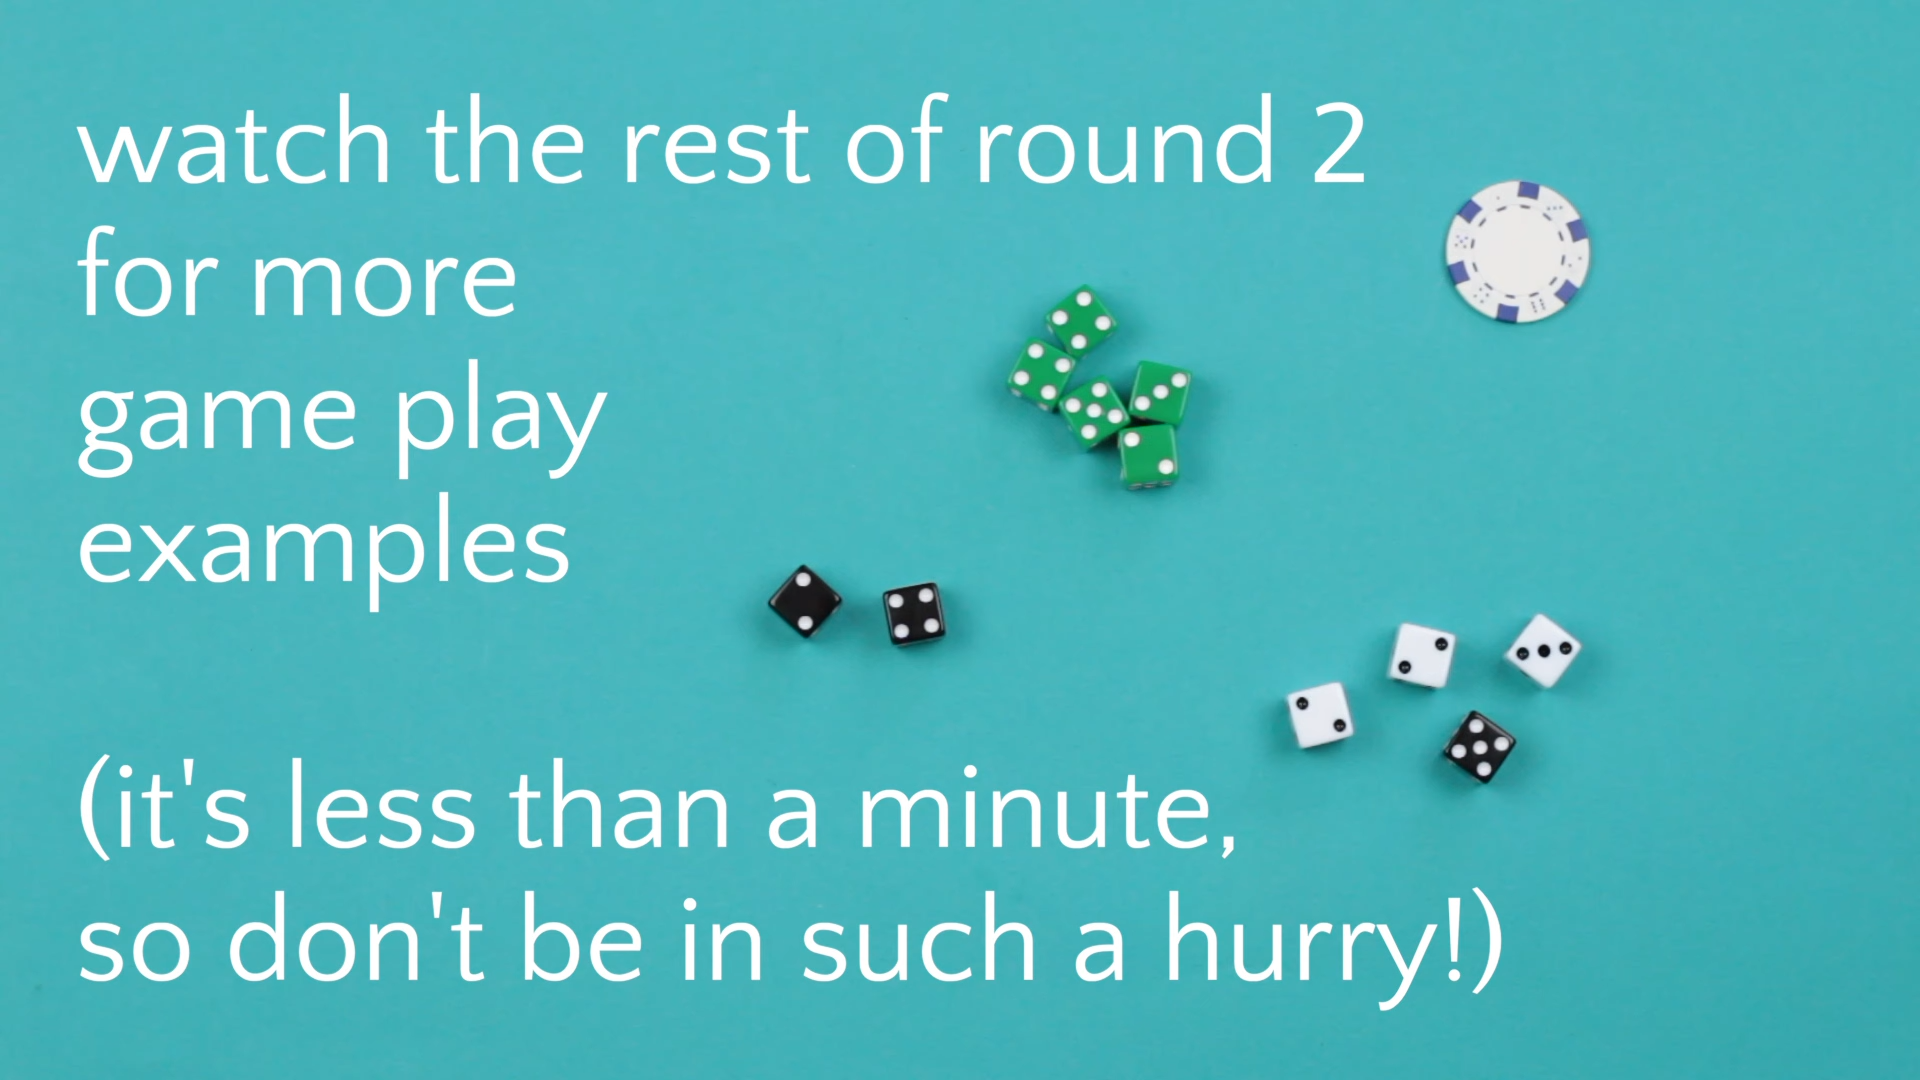 watch the rest of round 2
for more
game play
examples
(it's less than a minute,
so don't be in such a hurry!)